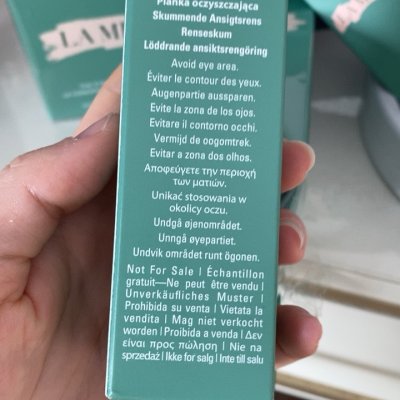 LA M
Pianka oczyszczająca
Skummende Ansigtsrens
Renseskum
Löddrande ansiktsrengöring
Avoid eye area.
Éviter le contour des yeux.
Augenpartie aussparen.
Evite la zona de los ojos.
Evitare il contorno occhi.
Vermijd de oogomtrek.
Evitar a zona dos olhos.
Αποφεύγετε την περιοχή
των ματιών.
Unikać stosowania w
okolicy oczu.
Undgå øjenområdet.
Unngå øyepartiet.
Undvik området runt ögonen.
Not For Sale | Échantillon
gratuit—Ne peut être vendu |
Unverkäufliches Muster |
Prohibida su venta | Vietata la
vendita | Mag niet verkocht
worden | Proibida a venda | Δεν
είναι προς πώληση | Nie na
sprzedaż | Ikke for salg | Inte till salu